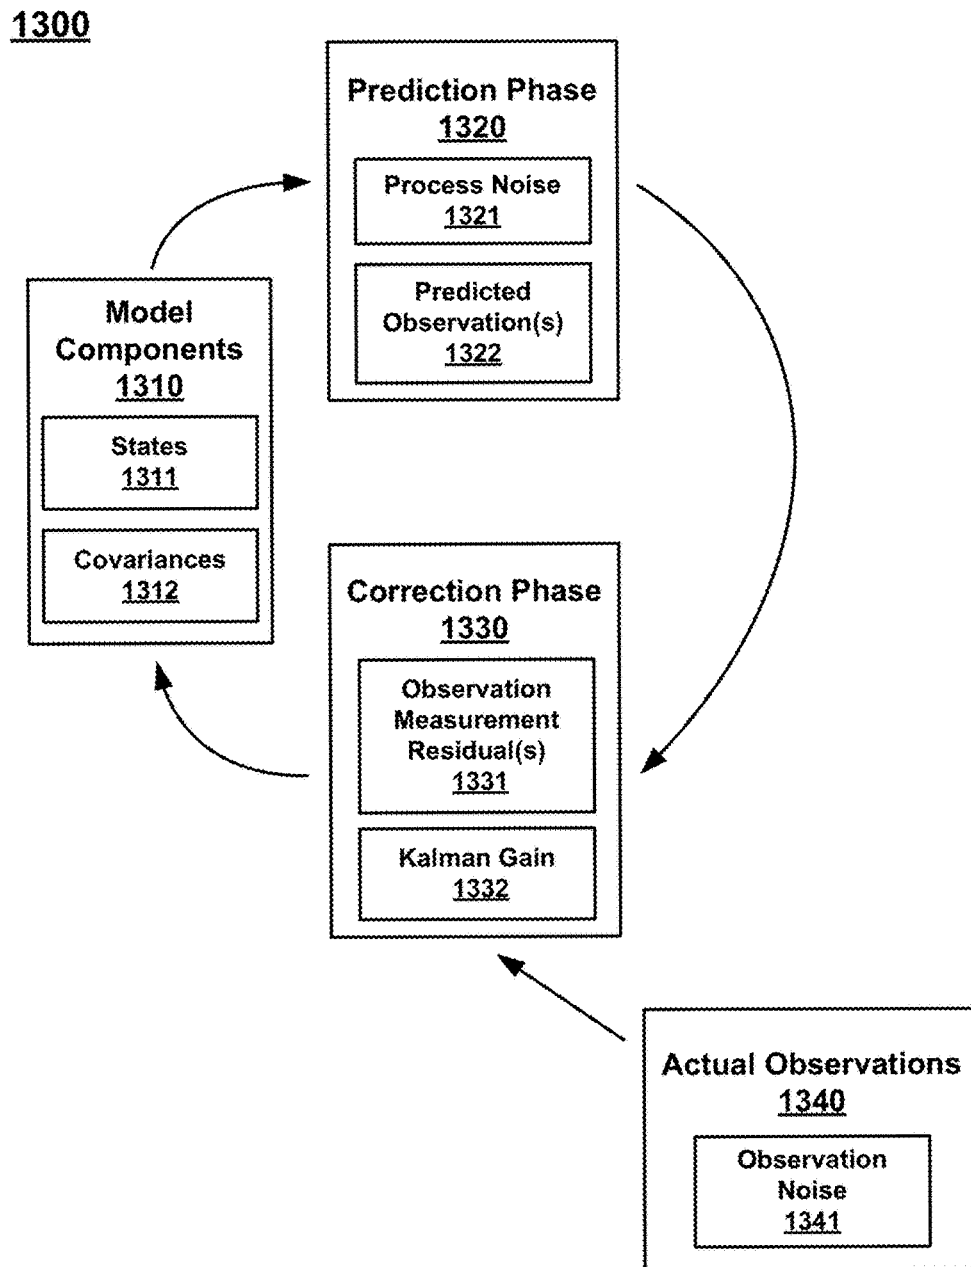 1300
Prediction Phase
1320
Process Noise
1321
Predicted
Observation(s)
1322
Model
Components
1310
States
1311
Covariances
1312
Correction Phase
1330
Observation
Measurement
Residual(s)
1331
Kalman Gain
1332
Actual Observations
1340
Observation
Noise
1341